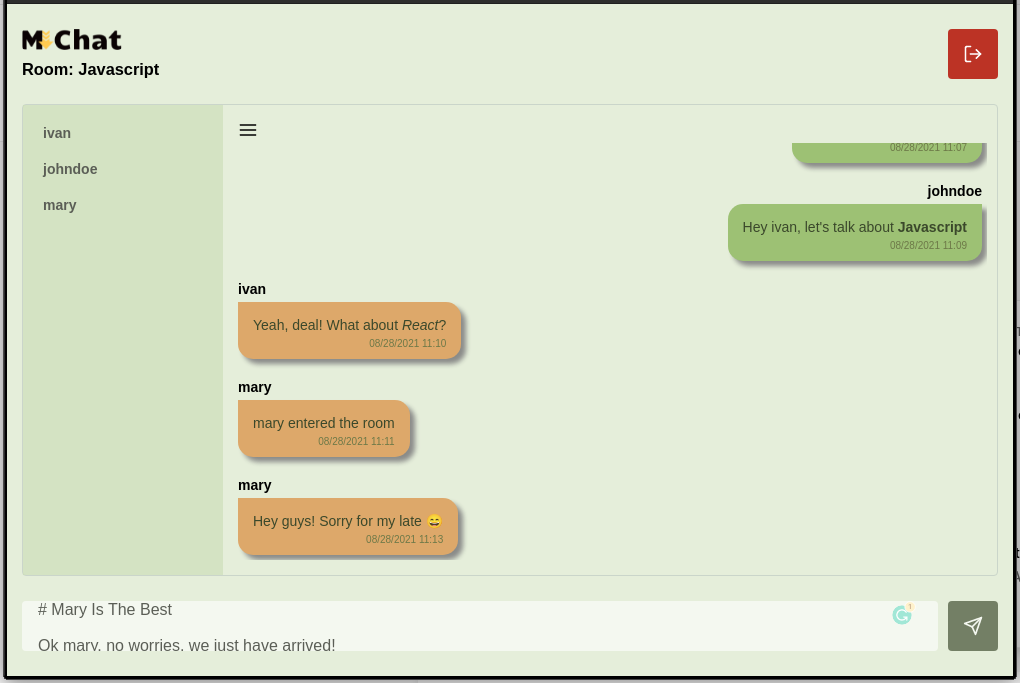 M Chat
Room: Javascript
ivan
johndoe
mary
08/28/2021 11:07
johndoe
Hey ivan, let's talk about Javascript
08/28/2021 11:09
ivan
Yeah, deal! What about React?
08/28/2021 11:10
mary
mary entered the room
08/28/2021 11:11
mary
Hey guys! Sorry for my late 😄
08/28/2021 11:13
# Mary Is The Best
1
Ok mary, no worries, we just have arrived!